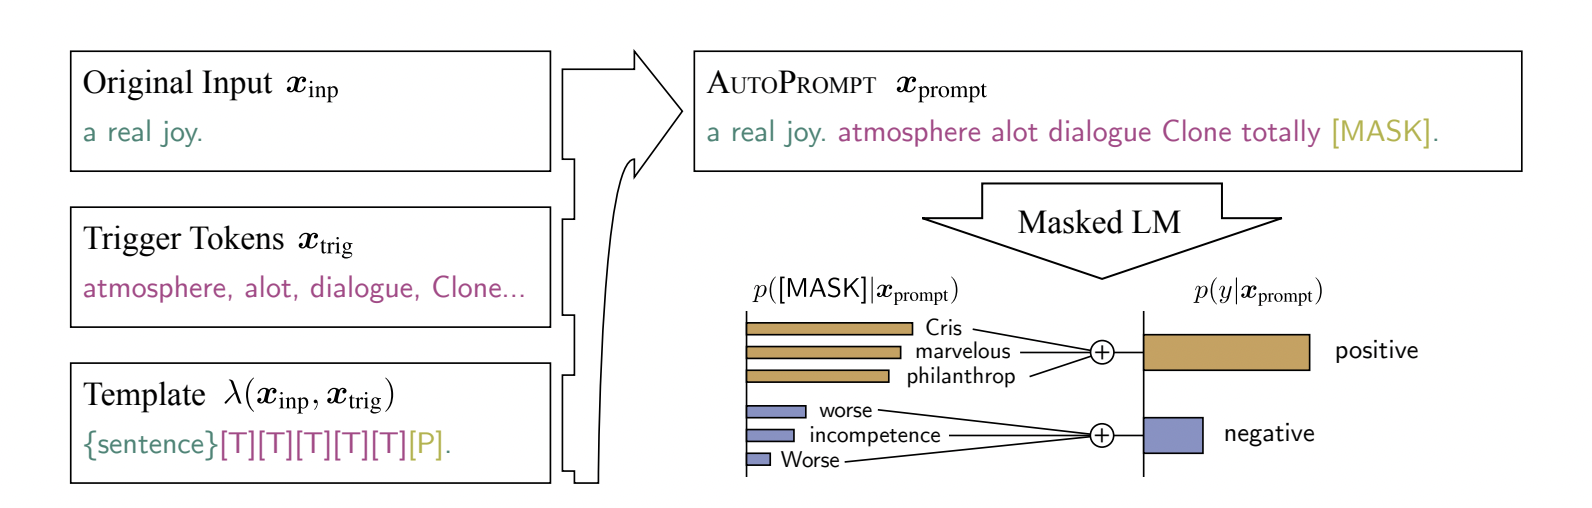 Original Input x_inp
a real joy.
Trigger Tokens x_trig
atmosphere, alot, dialogue, Clone...
Template λ(x_inp, x_trig)
{sentence}[T][T][T][T][T][P].
AUTOPROMPT x_prompt
a real joy. atmosphere alot dialogue Clone totally [MASK].
Masked LM
p([MASK]|x_prompt)
Cris
marvelous
philanthrop
worse
incompetence
Worse
p(y|x_prompt)
positive
negative